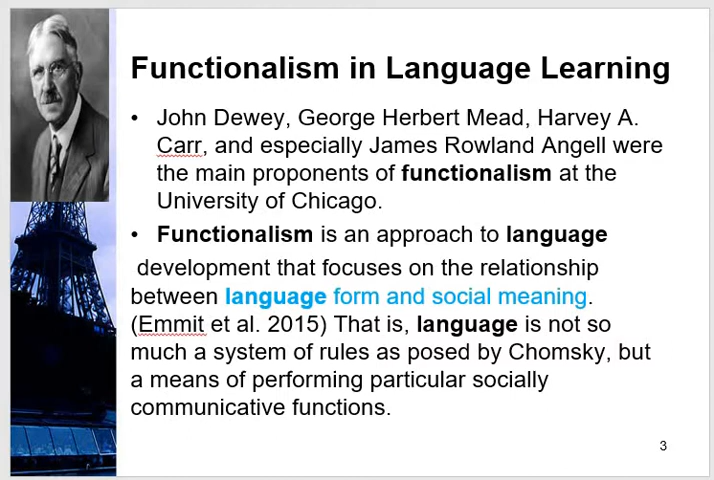 Functionalism in Language Learning
• John Dewey, George Herbert Mead, Harvey A.
Carr, and especially James Rowland Angell were
the main proponents of functionalism at the
University of Chicago.
• Functionalism is an approach to language
development that focuses on the relationship
between language form and social meaning.
(Emmit et al. 2015) That is, language is not so
much a system of rules as posed by Chomsky, but
a means of performing particular socially
communicative functions.
3